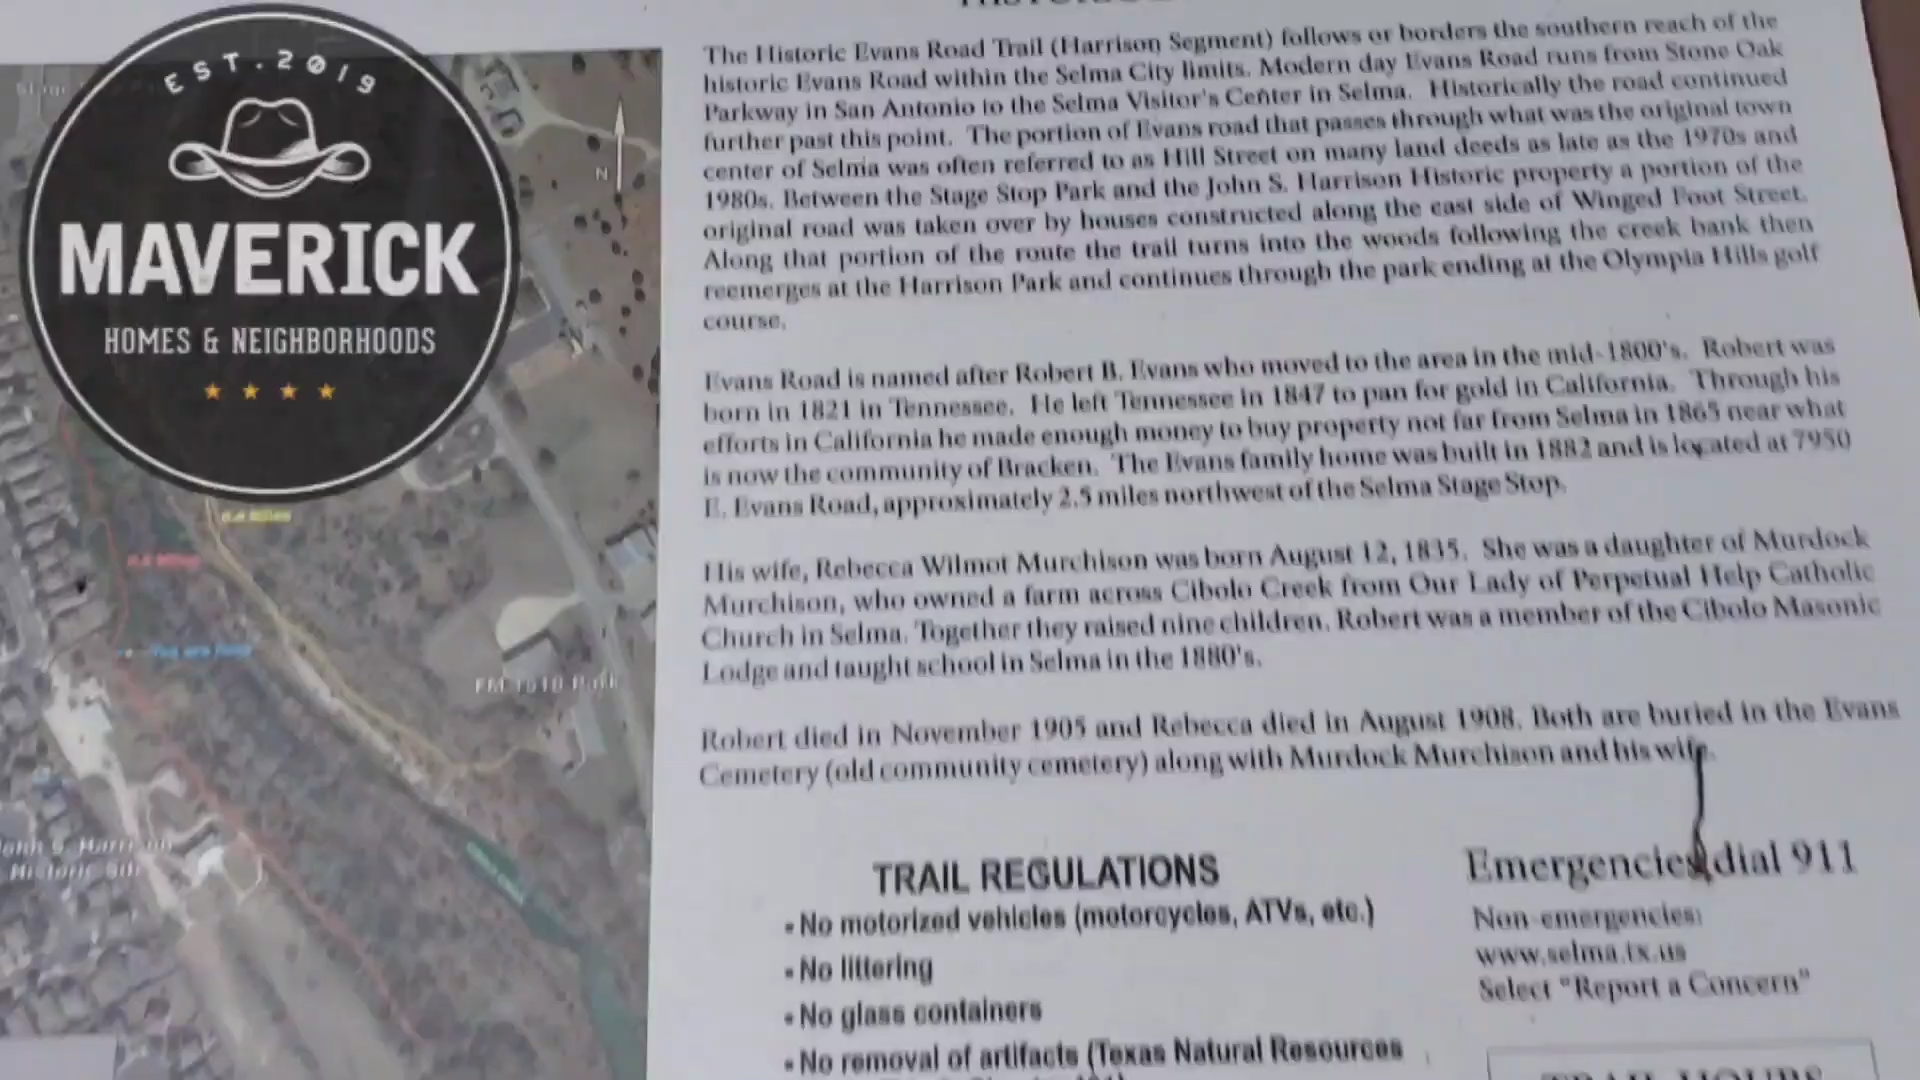 EST. 2019
MAVERICK
HOMES & NEIGHBORHOODS
N
You are here
FM 1518 Park
John S. Harrison
Historic
The Historic Evans Road Trail (Harrison Segment) follows or borders the southern reach of the
historic Evans Road within the Selma City limits. Modern day Evans Road runs from Stone Oak
Parkway in San Antonio to the Selma Visitor's Center in Selma. Historically the road continued
further past this point. The portion of Evans road that passes through what was the original town
center of Selma was often referred to as Hill Street on many land deeds as late as the 1970s and
1980s. Between the Stage Stop Park and the John S. Harrison Historic property a portion of the
original road was taken over by houses constructed along the east side of Winged Foot Street.
Along that portion of the route the trail turns into the woods following the creek bank then
reemerges at the Harrison Park and continues through the park ending at the Olympia Hills golf
course.
Evans Road is named after Robert B. Evans who moved to the area in the mid-1800's. Robert was
born in 1821 in Tennessee. He left Tennessee in 1847 to pan for gold in California. Through his
efforts in California he made enough money to buy property not far from Selma in 1865 near what
is now the community of Bracken. The Evans family home was built in 1882 and is located at 7950
E. Evans Road, approximately 2.5 miles northwest of the Selma Stage Stop.
His wife, Rebecca Wilmot Murchison was born August 12, 1835. She was a daughter of Murdock
Murchison, who owned a farm across Cibolo Creek from Our Lady of Perpetual Help Catholic
Church in Selma. Together they raised nine children. Robert was a member of the Cibolo Masonic
Lodge and taught school in Selma in the 1880's.
Robert died in November 1905 and Rebecca died in August 1908. Both are buried in the Evans
Cemetery (old community cemetery) along with Murdock Murchison and his wife.
TRAIL REGULATIONS
• No motorized vehicles (motorcycles, ATVs, etc.)
• No littering
• No glass containers
• No removal of artifacts (Texas Natural Resources
Emergencies dial 911
Non-emergencies:
www.selma.tx.us
Select "Report a Concern"
TRAIL HOURS